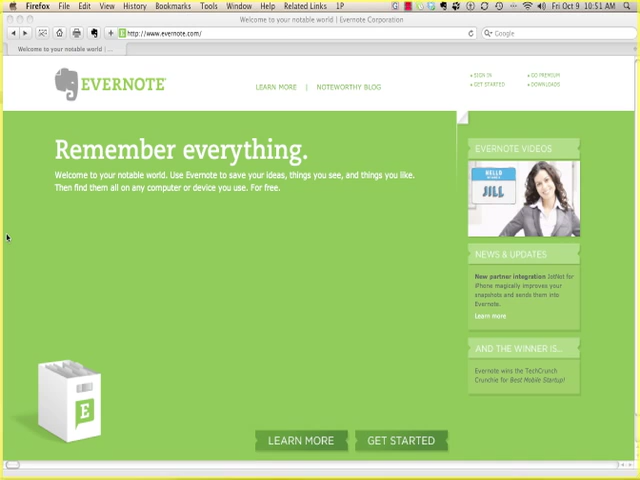 Firefox File Edit View History Bookmarks Tools Window Help Related Links 1P Fri Oct 9 10:51 AM
Welcome to your notable world | Evernote Corporation
http://www.evernote.com/ Google
Welcome to your notable world | ...
EVERNOTE
LEARN MORE | NOTEWORTHY BLOG
SIGN IN
GO PREMIUM
GET STARTED
DOWNLOADS
Remember everything.
Welcome to your notable world. Use Evernote to save your ideas, things you see, and things you like.
Then find them all on any computer or device you use. For free.
EVERNOTE VIDEOS
HELLO
JILL
NEWS & UPDATES
New partner integration JotNot for
iPhone magically improves your
snapshots and sends them into
Evernote.
Learn more
AND THE WINNER IS...
Evernote wins the TechCrunch
Crunchie for Best Mobile Startup!
E
LEARN MORE
GET STARTED